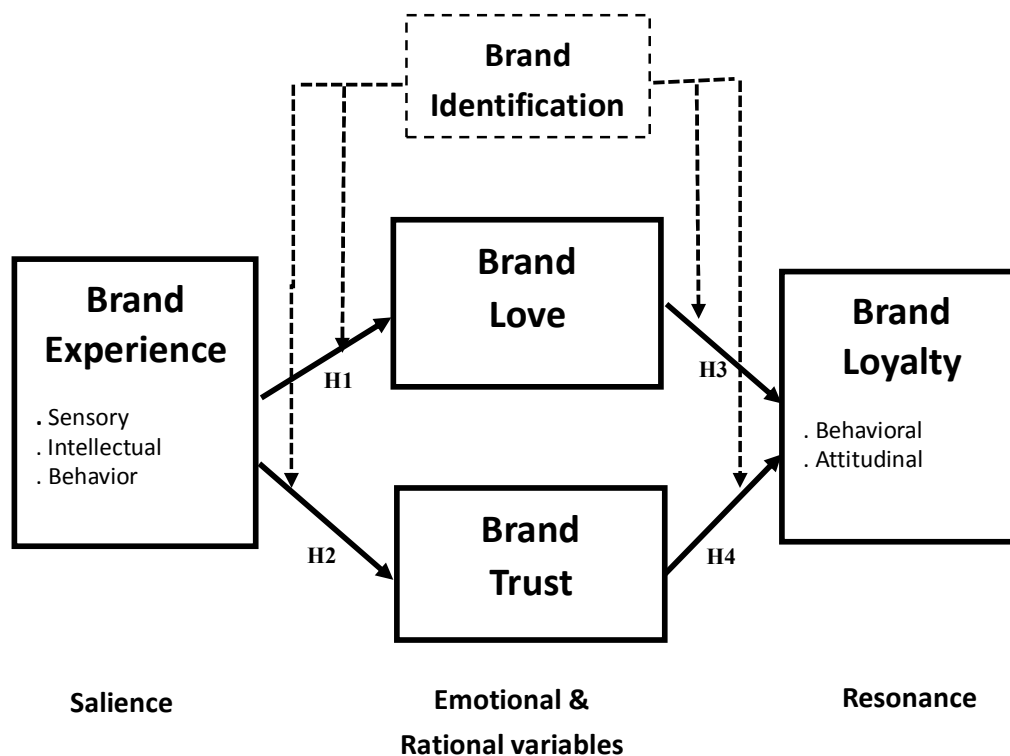 Brand
Identification
Brand
Love
Brand
Experience
. Sensory
. Intellectual
. Behavior
Brand
Loyalty
. Behavioral
. Attitudinal
H1
H3
H2
H4
Brand
Trust
Salience
Emotional &
Rational variables
Resonance